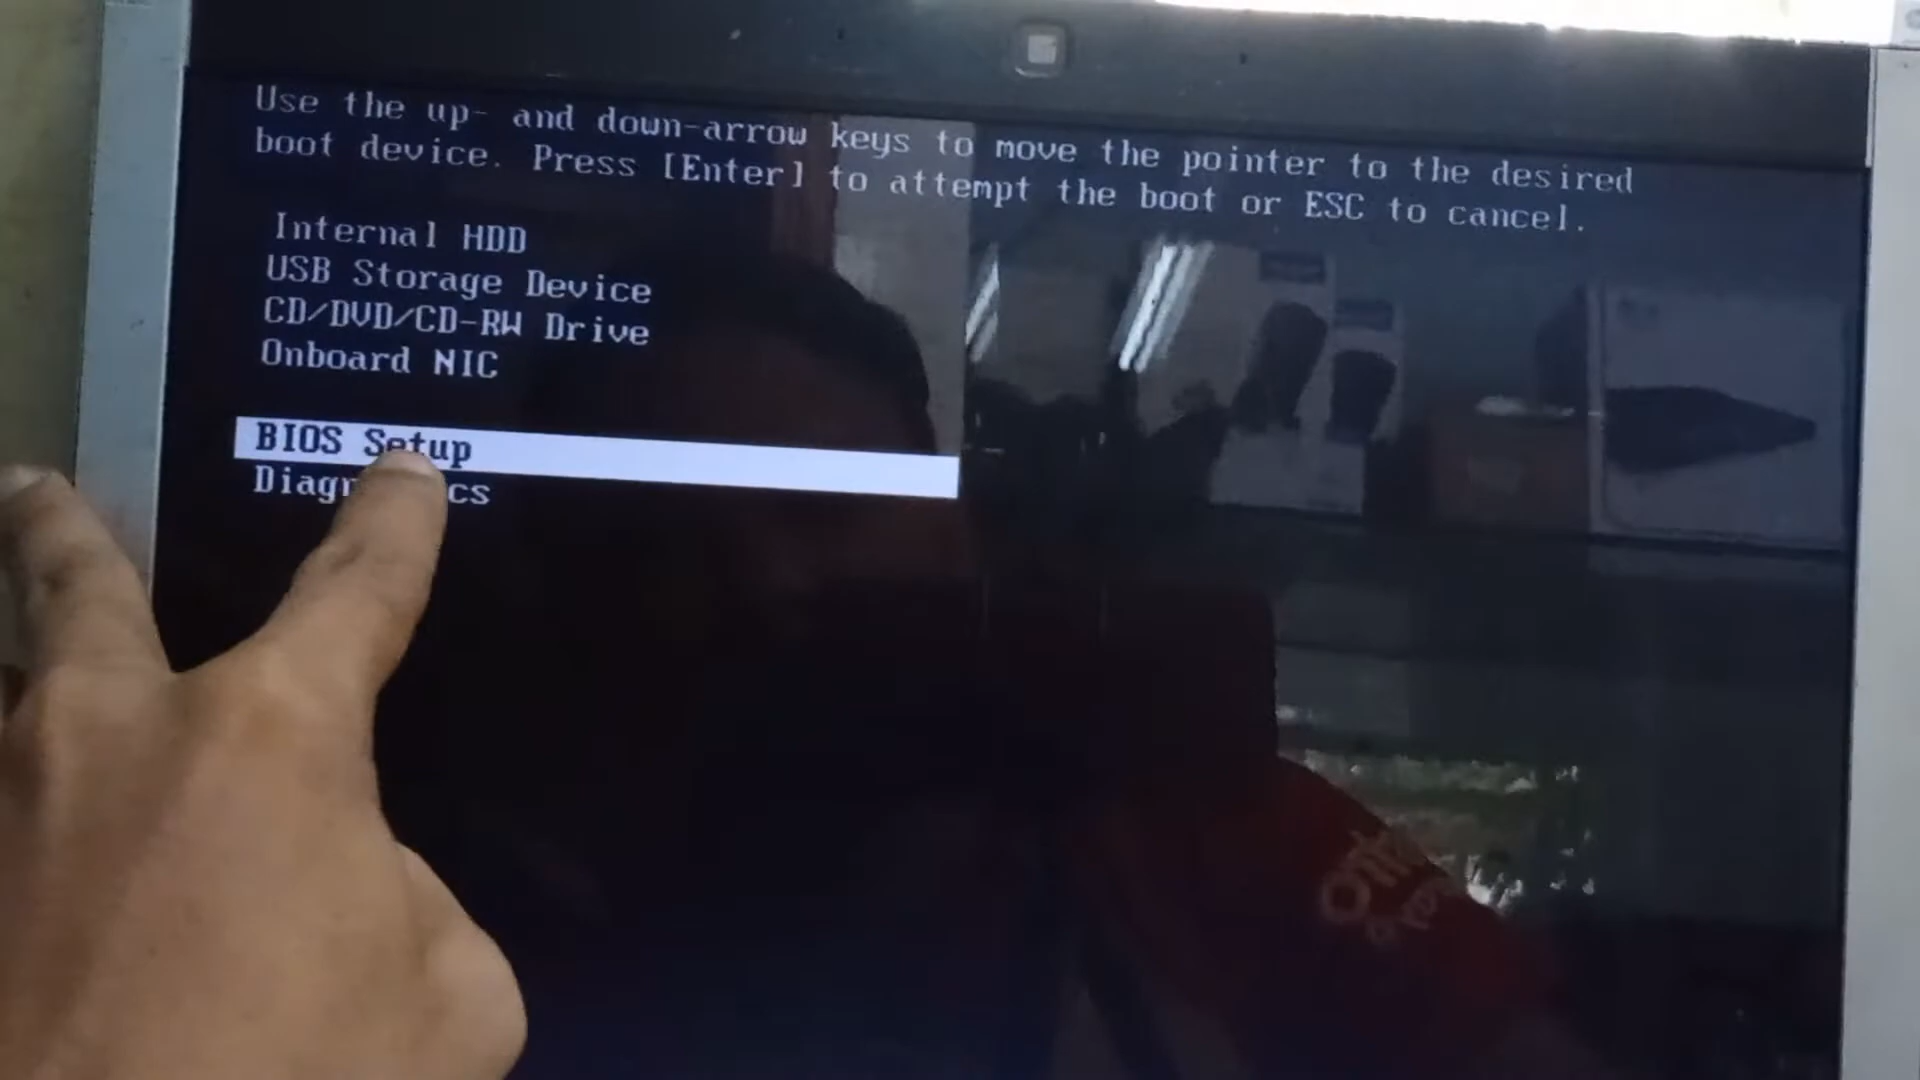 Use the up- and down-arrow keys to move the pointer to the desired
boot device. Press [Enter] to attempt the boot or ESC to cancel.
Internal HDD
USB Storage Device
CD/DVD/CD-RW Drive
Onboard NIC
BIOS Setup